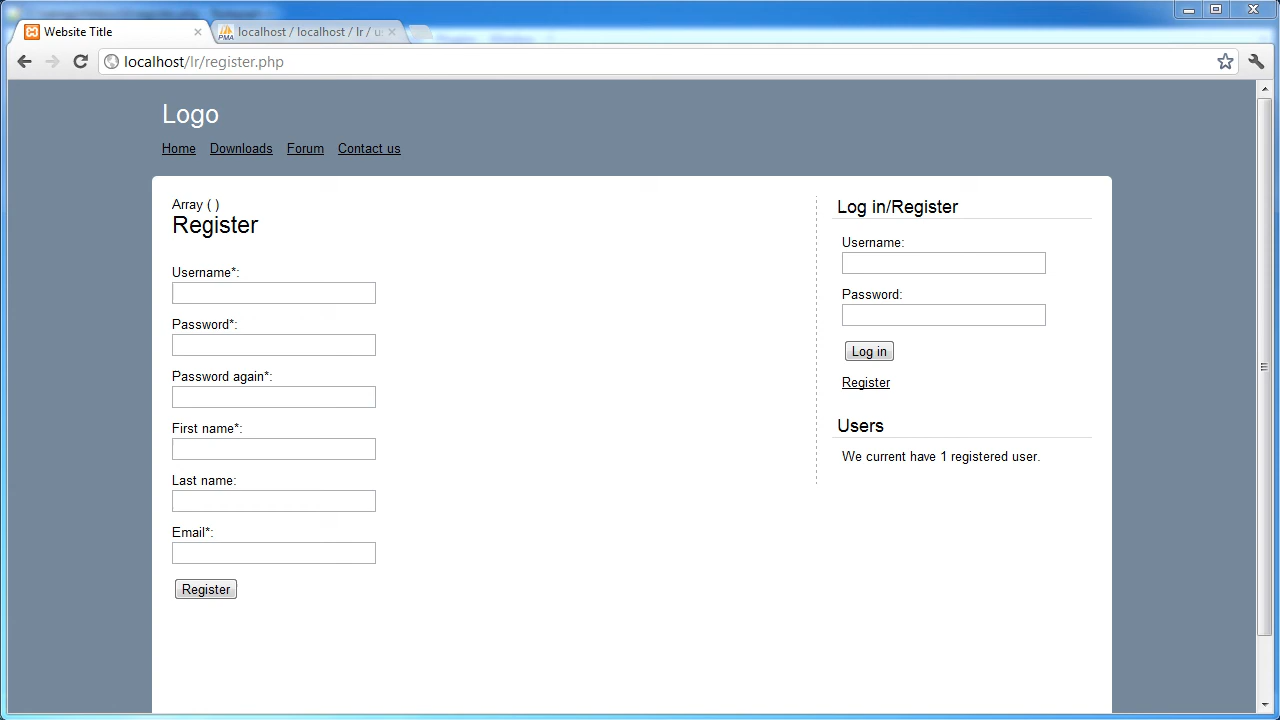 Website Title
localhost / localhost / lr / u
localhost/lr/register.php
Logo
Home Downloads Forum Contact us
Array ( )
Register
Username*:
Password*:
Password again*:
First name*:
Last name:
Email*:
Register
Log in/Register
Username:
Password:
Log in
Register
Users
We current have 1 registered user.